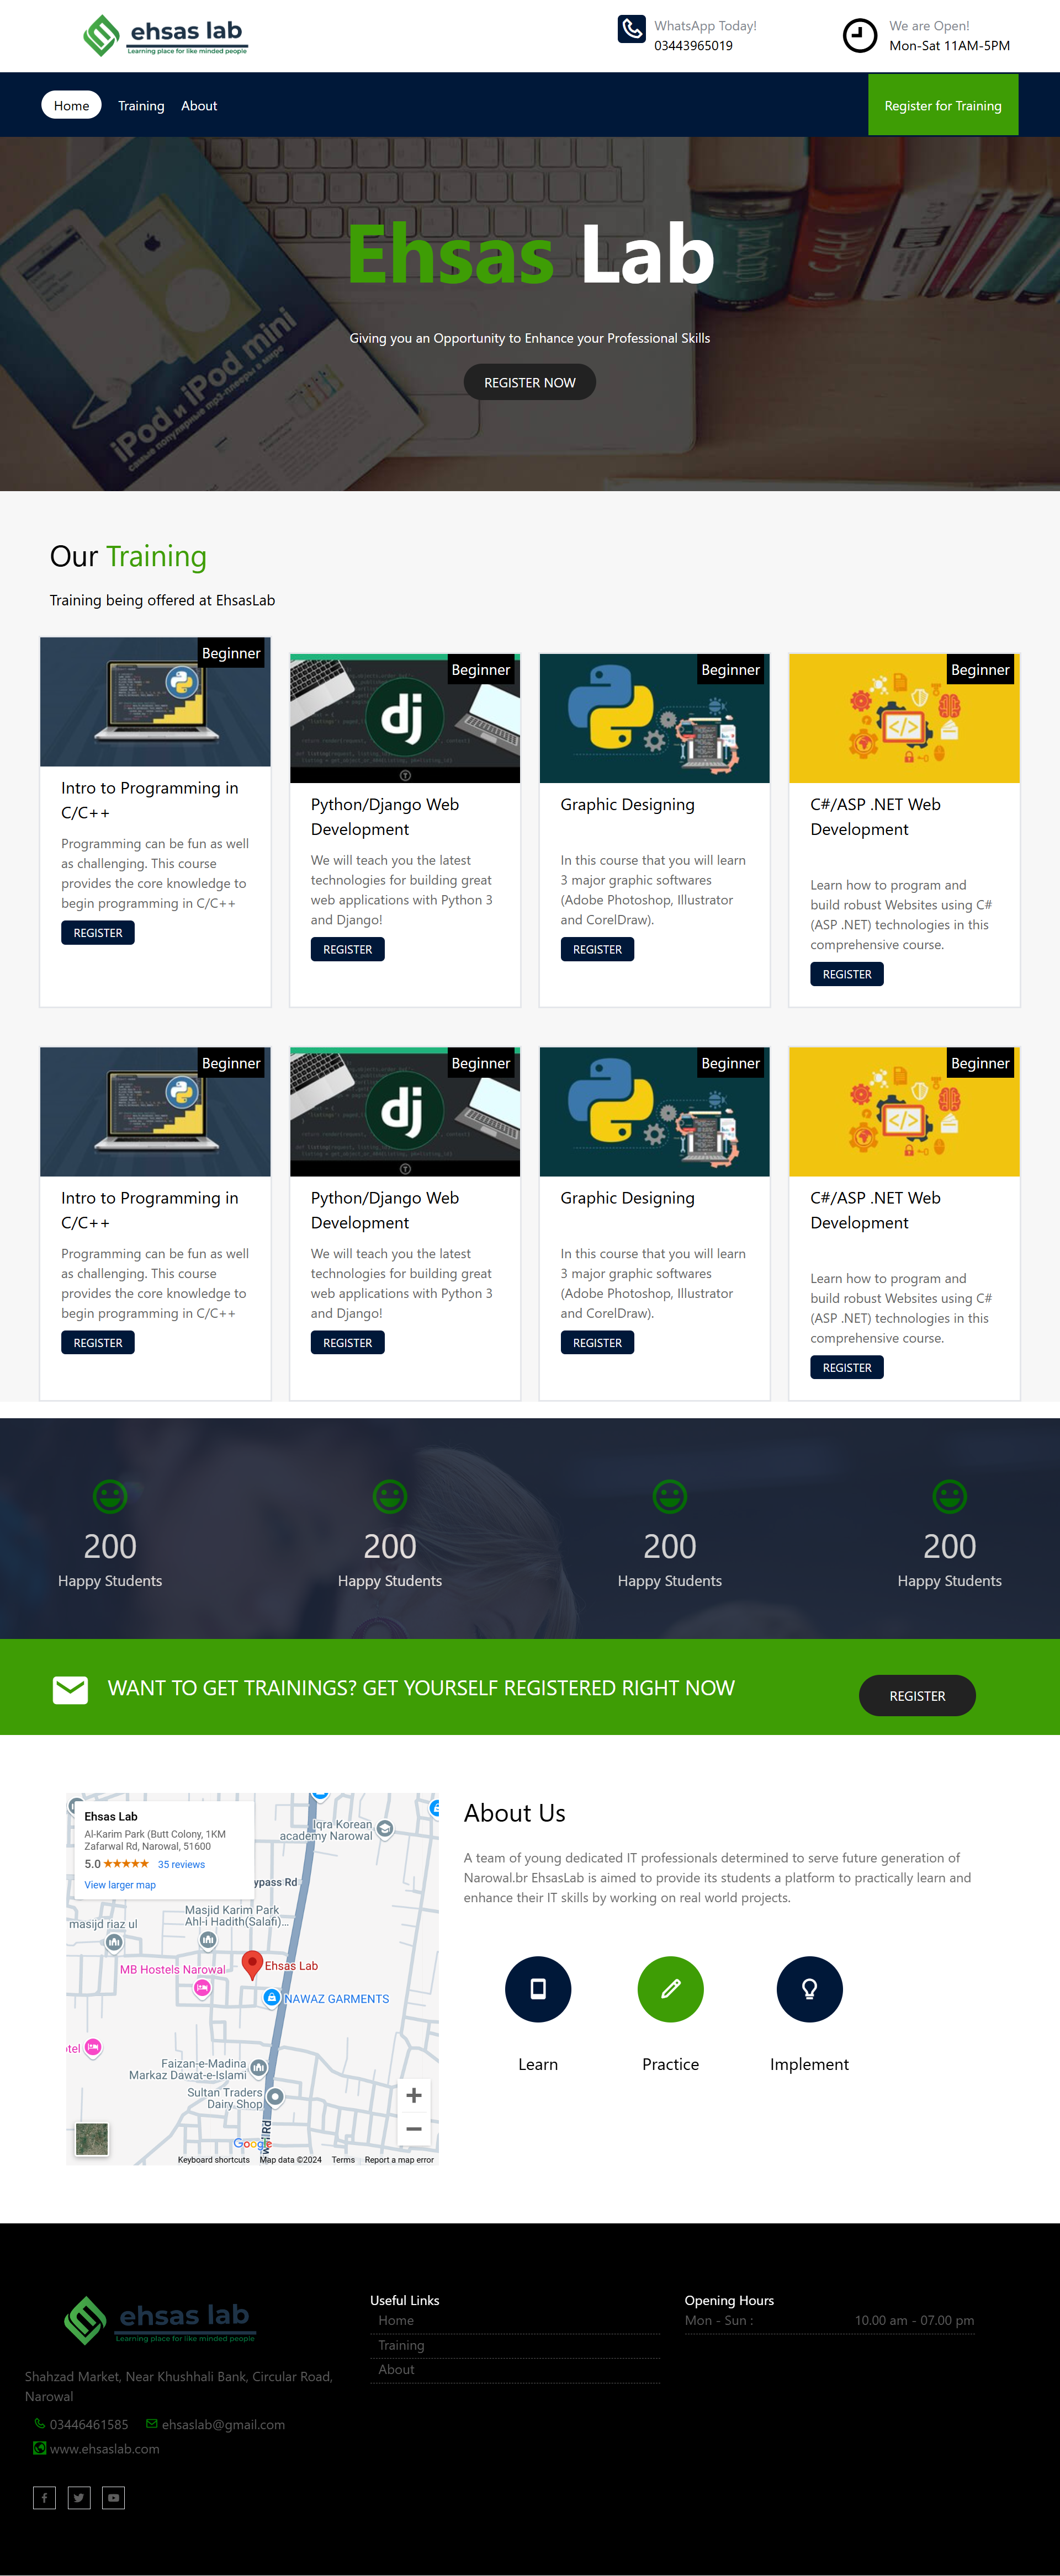 ehsas lab
Learning place for like minded people
WhatsApp Today!
03443965019
We are Open!
Mon-Sat 11AM-5PM
Home
Training
About
Register for Training
iPod и iPod mini
самые популярные mp3-плееры в мире
Ehsas Lab
Giving you an Opportunity to Enhance your Professional Skills
REGISTER NOW
Our Training
Training being offered at EhsasLab
Beginner
Intro to Programming in
C/C++
Programming can be fun as well
as challenging. This course
provides the core knowledge to
begin programming in C/C++
REGISTER
Beginner
dj
Python/Django Web
Development
We will teach you the latest
technologies for building great
web applications with Python 3
and Django!
REGISTER
Beginner
Graphic Designing
In this course that you will learn
3 major graphic softwares
(Adobe Photoshop, Illustrator
and CorelDraw).
REGISTER
Beginner
</>
C#/ASP .NET Web
Development
Learn how to program and
build robust Websites using C#
(ASP .NET) technologies in this
comprehensive course.
REGISTER
Beginner
Intro to Programming in
C/C++
Programming can be fun as well
as challenging. This course
provides the core knowledge to
begin programming in C/C++
REGISTER
Beginner
dj
Python/Django Web
Development
We will teach you the latest
technologies for building great
web applications with Python 3
and Django!
REGISTER
Beginner
Graphic Designing
In this course that you will learn
3 major graphic softwares
(Adobe Photoshop, Illustrator
and CorelDraw).
REGISTER
Beginner
</>
C#/ASP .NET Web
Development
Learn how to program and
build robust Websites using C#
(ASP .NET) technologies in this
comprehensive course.
REGISTER
200
Happy Students
200
Happy Students
200
Happy Students
200
Happy Students
WANT TO GET TRAININGS? GET YOURSELF REGISTERED RIGHT NOW
REGISTER
Ehsas Lab
Al-Karim Park (Butt Colony, 1KM
Zafarwal Rd, Narowal, 51600
5.0 ★★★★★ 35 reviews
View larger map
Iqra Korean
academy Narowal
ypass Rd
Masjid Karim Park
Ahl-i Hadith(Salafi)...
masijd riaz ul
MB Hostels Narowal
Ehsas Lab
NAWAZ GARMENTS
tel
Faizan-e-Madina
Markaz Dawat-e-Islami
Sultan Traders
Dairy Shop
Google
Keyboard shortcuts
Map data ©2024
Terms
Report a map error
About Us
A team of young dedicated IT professionals determined to serve future generation of
Narowal.br EhsasLab is aimed to provide its students a platform to practically learn and
enhance their IT skills by working on real world projects.
Learn
Practice
Implement
ehsas lab
Learning place for like minded people
Shahzad Market, Near Khushhali Bank, Circular Road,
Narowal
03446461585
ehsaslab@gmail.com
www.ehsaslab.com
Useful Links
Home
Training
About
Opening Hours
Mon - Sun :
10.00 am - 07.00 pm